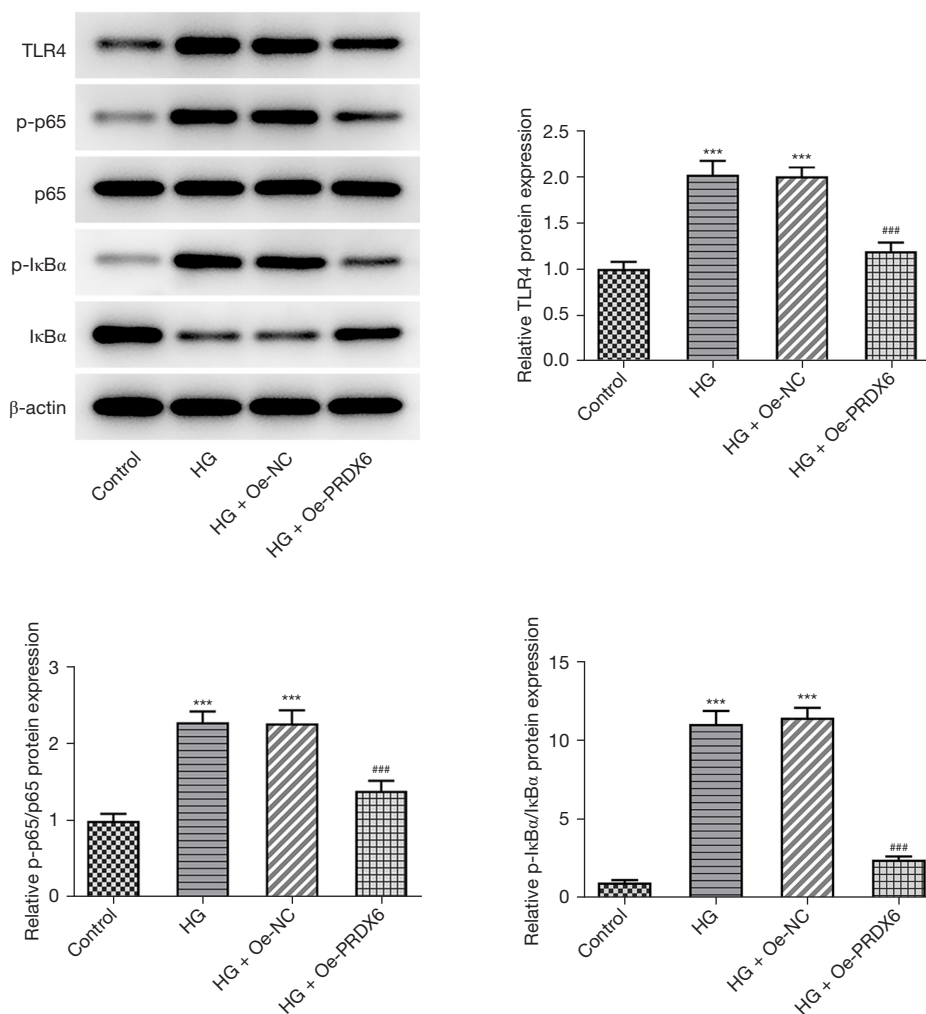 TLR4
p-p65
p65
p-IκBα
IκBα
β-actin
Control
HG
HG + Oe-NC
HG + Oe-PRDX6
Relative TLR4 protein expression
2.5
2.0
1.5
1.0
0.5
0.0
***
***
###
Control
HG
HG + Oe-NC
HG + Oe-PRDX6
Relative p-p65/p65 protein expression
3
2
1
0
***
***
###
Control
HG
HG + Oe-NC
HG + Oe-PRDX6
Relative p-IκBα/IκBα protein expression
15
10
5
0
***
***
###
Control
HG
HG + Oe-NC
HG + Oe-PRDX6